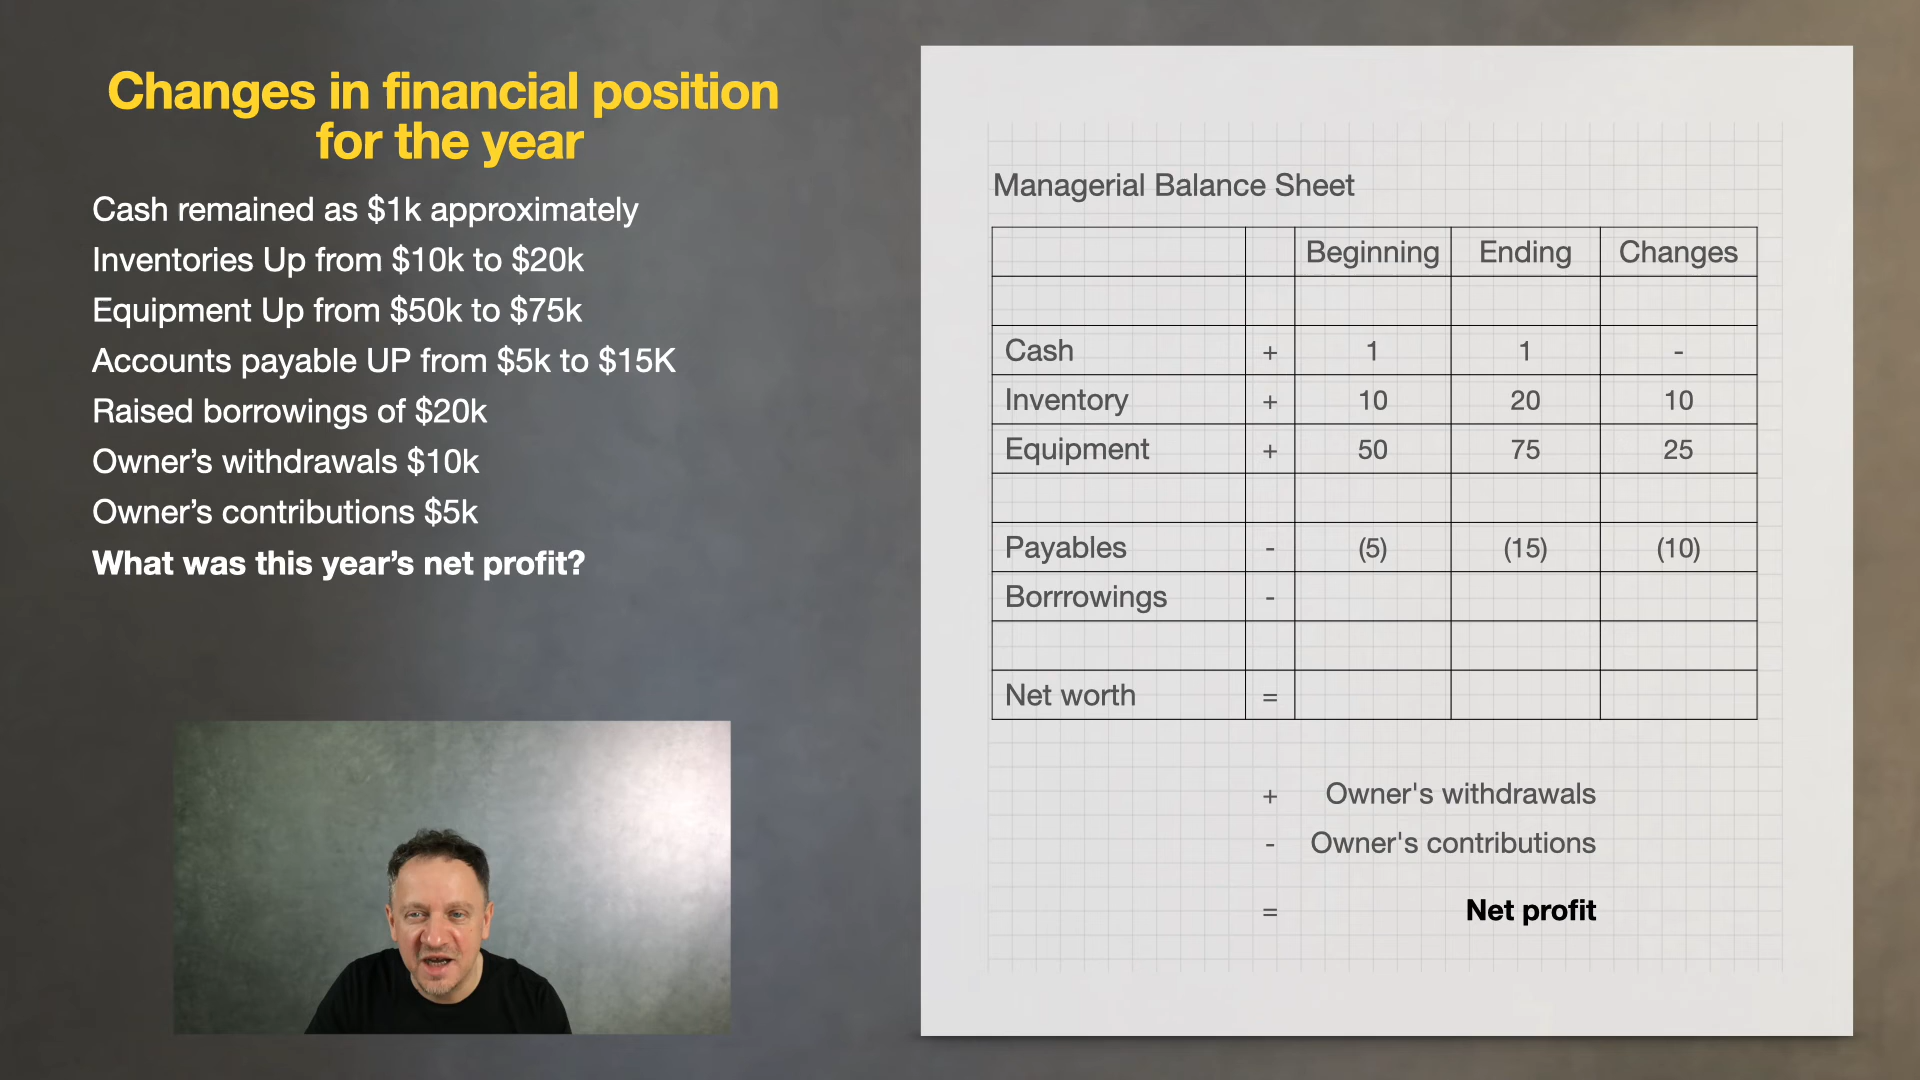 Changes in financial position
for the year
Cash remained as $1k approximately
Inventories Up from $10k to $20k
Equipment Up from $50k to $75k
Accounts payable UP from $5k to $15K
Raised borrowings of $20k
Owner’s withdrawals $10k
Owner’s contributions $5k
What was this year’s net profit?
Managerial Balance Sheet
Beginning Ending Changes
Cash + 1 1 -
Inventory + 10 20 10
Equipment + 50 75 25
Payables - (5) (15) (10)
Borrrowings -
Net worth =
+ Owner's withdrawals
- Owner's contributions
= Net profit